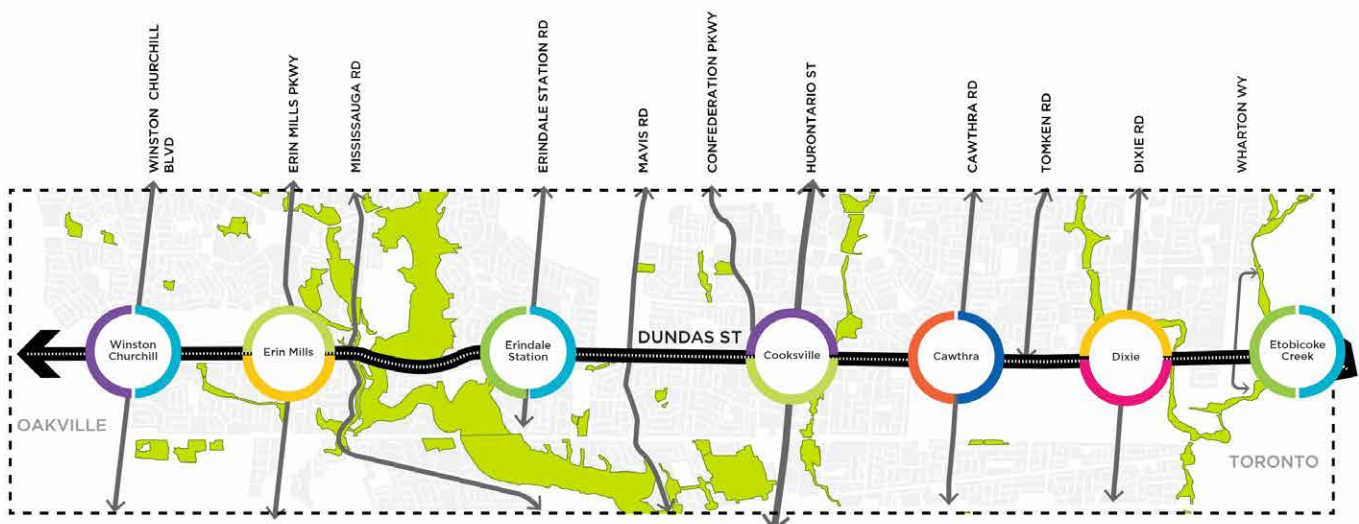 WINSTON CHURCHILL
BLVD
ERIN MILLS PKWY
MISSISSAUGA RD
ERINDALE STATION RD
MAVIS RD
CONFEDERATION PKWY
HURONTARIO ST
CAWTHRA RD
TOMKEN RD
DIXIE RD
WHARTON WY
DUNDAS ST
Winston
Churchill
Erin Mills
Erindale
Station
Cooksville
Cawthra
Dixie
Etobicoke
Creek
OAKVILLE
TORONTO